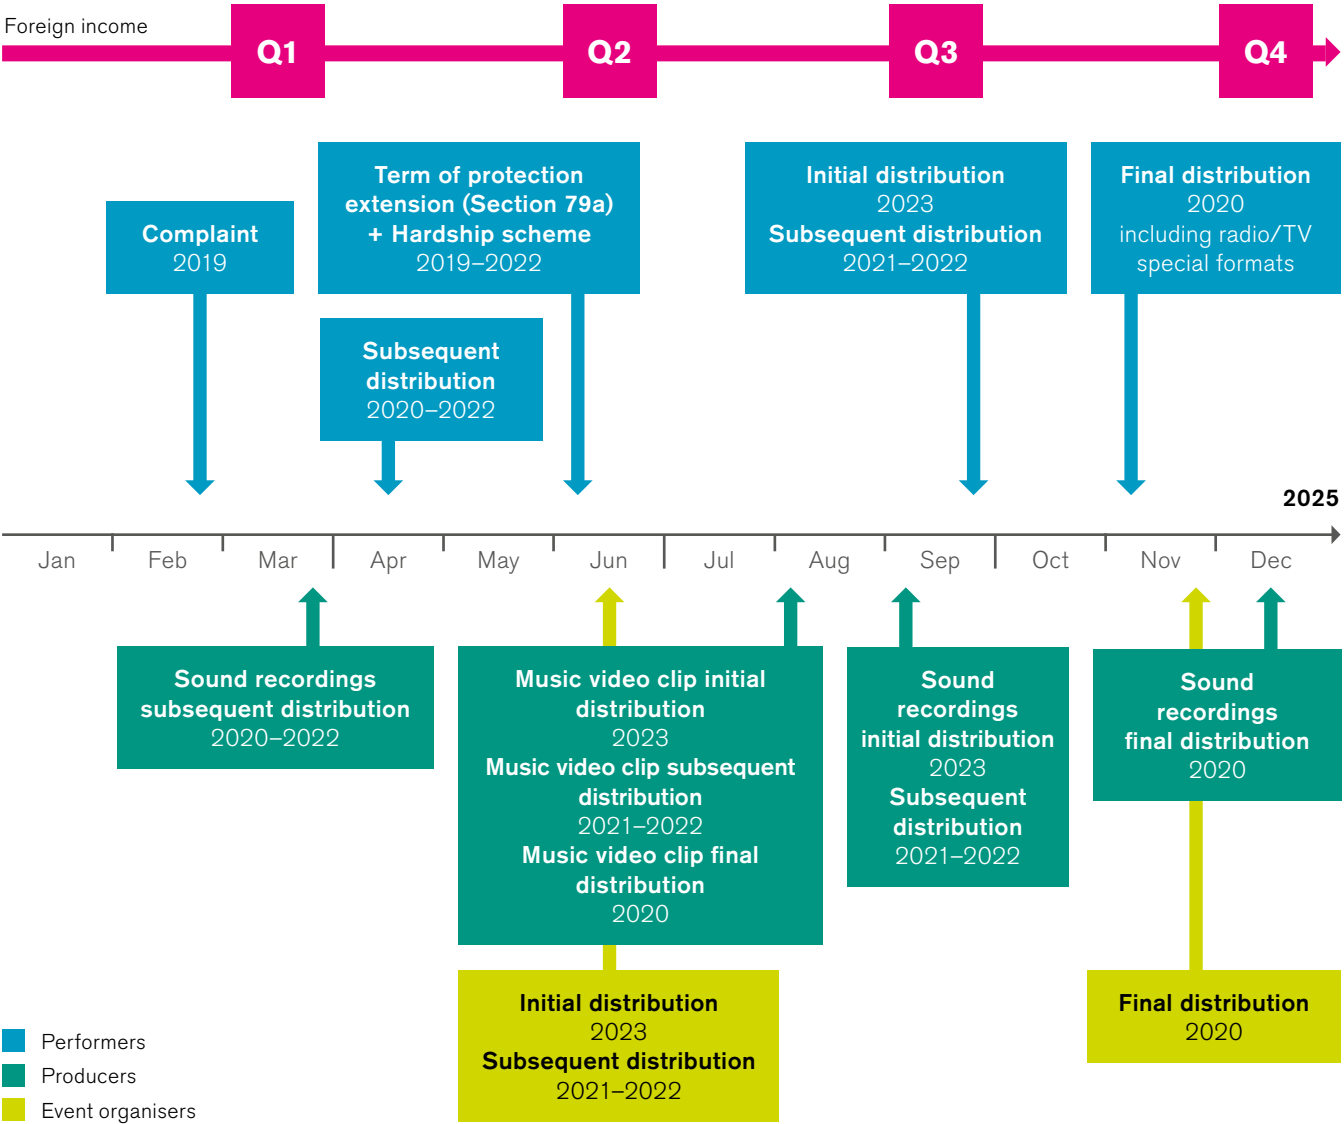 Foreign income
Q1
Q2
Q3
Q4
Complaint
2019
Term of protection
extension (Section 79a)
+ Hardship scheme
2019–2022
Subsequent
distribution
2020–2022
Initial distribution
2023
Subsequent distribution
2021–2022
Final distribution
2020
including radio/TV
special formats
2025
Jan
Feb
Mar
Apr
May
Jun
Jul
Aug
Sep
Oct
Nov
Dec
Sound recordings
subsequent distribution
2020–2022
Music video clip initial
distribution
2023
Music video clip subsequent
distribution
2021–2022
Music video clip final
distribution
2020
Sound
recordings
initial distribution
2023
Subsequent
distribution
2021–2022
Sound
recordings
final distribution
2020
Initial distribution
2023
Subsequent distribution
2021–2022
Final distribution
2020
Performers
Producers
Event organisers